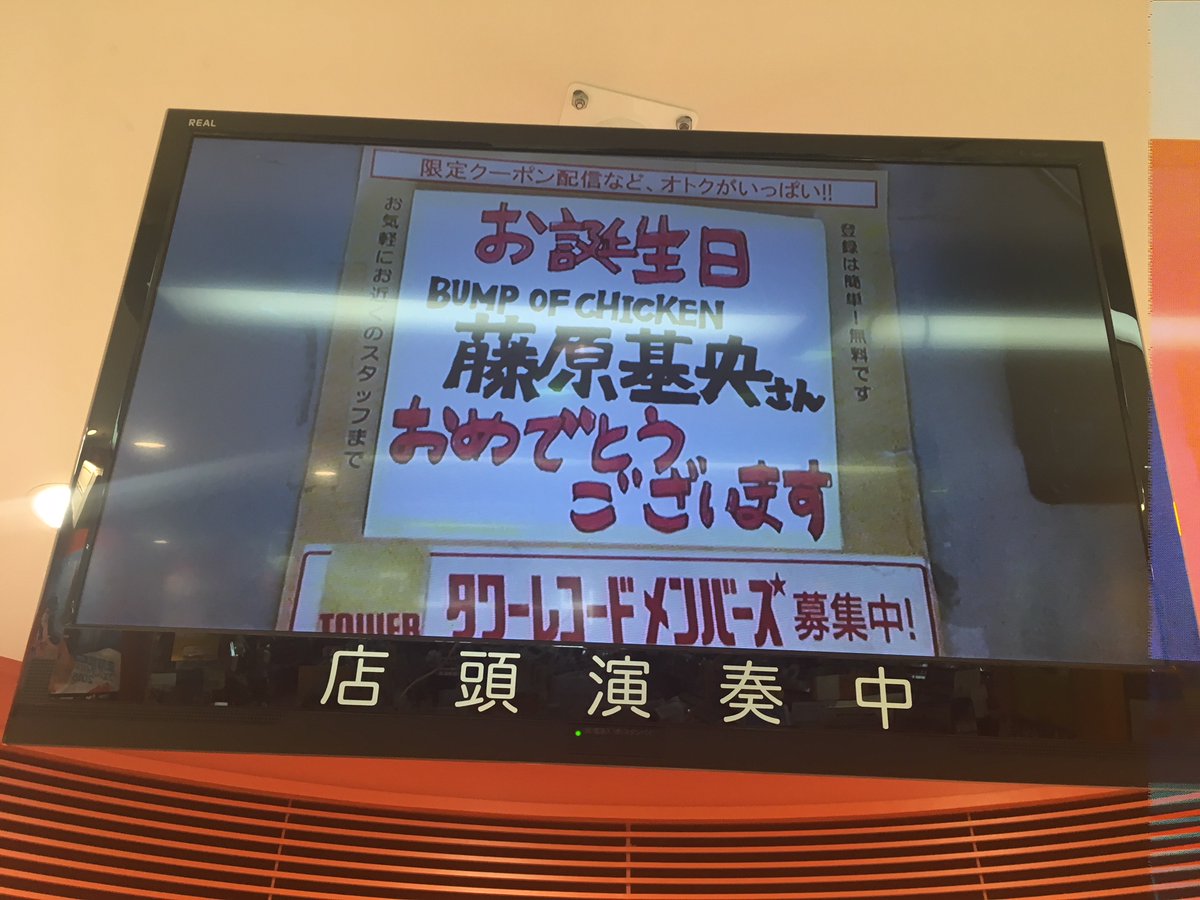 REAL
限定クーポン配信など、オトクがいっぱい!!
お気軽にお近くのスタッフまで
登録は簡単!無料です
お誕生日
BUMP OF CHICKEN
藤原基央さん
おめでとう
ございます
TOWER タワーレコードメンバーズ 募集中!
店頭演奏中